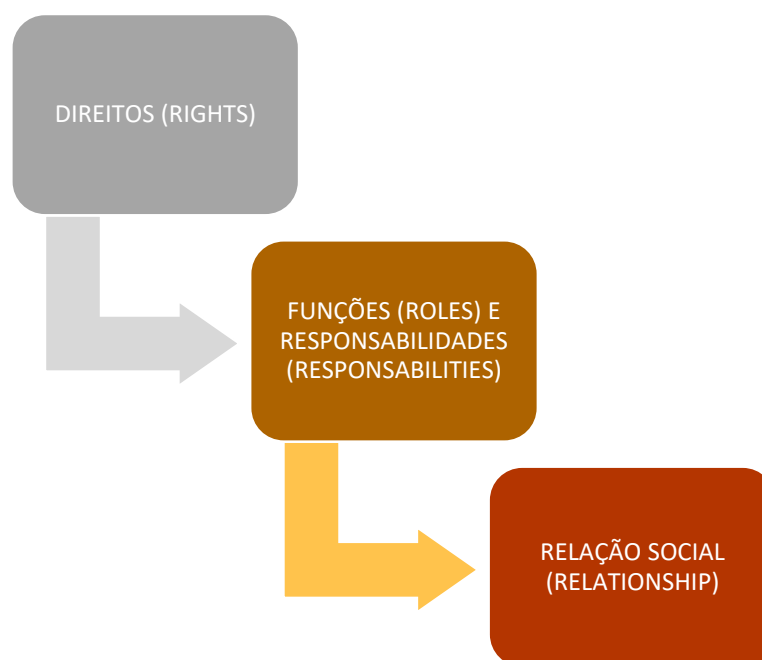 DIREITOS (RIGHTS)
FUNÇÕES (ROLES) E
RESPONSABILIDADES
(RESPONSABILITIES)
RELAÇÃO SOCIAL
(RELATIONSHIP)